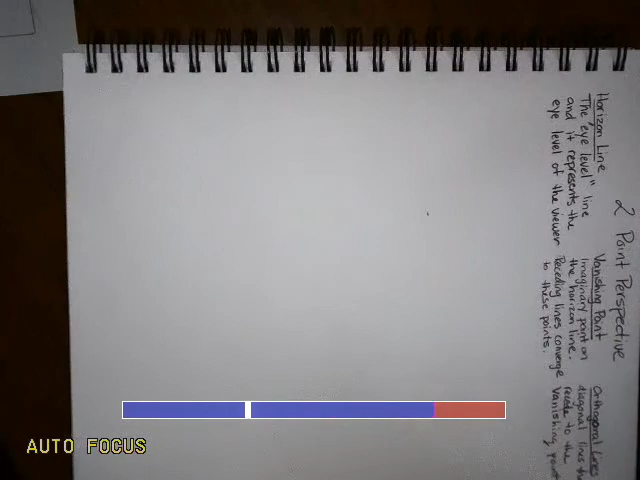 2 Point Perspective
Horizon Line
The "eye level" line
and it represents the
eye level of the viewer
Vanishing Point
Imaginary point on
the horizon line.
Receding lines converge
to these points.
Orthogonal Lines
diagonal lines th
recede to the
Vanishing point
AUTO FOCUS